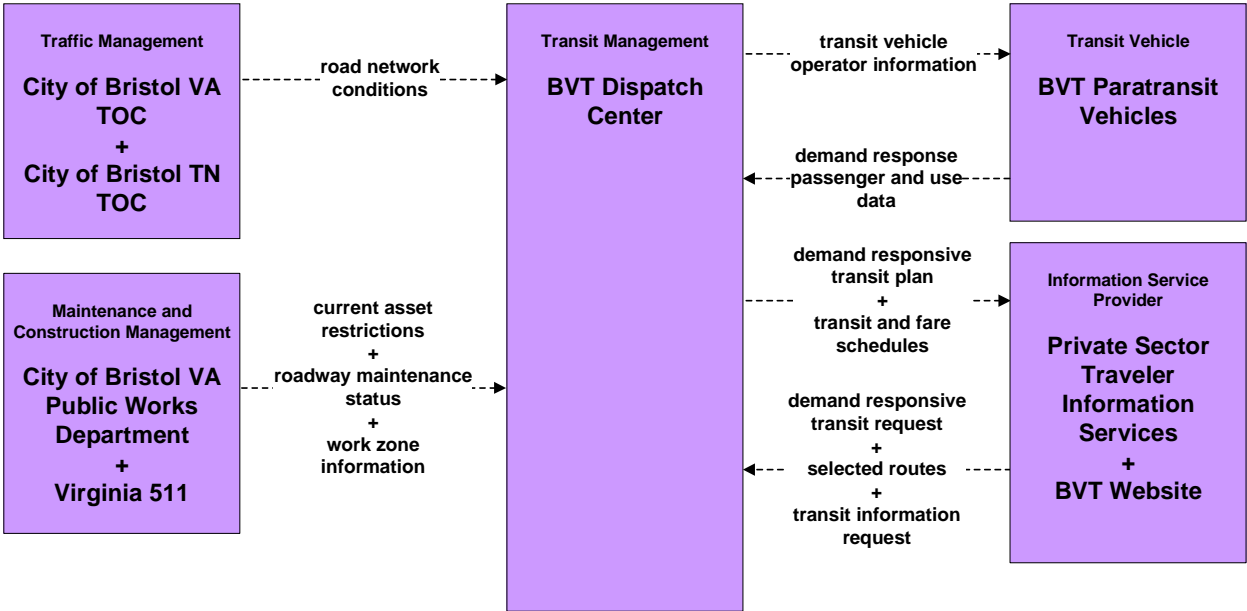 Traffic Management
City of Bristol VA
TOC
+
City of Bristol TN
TOC
road network
conditions
Transit Management
BVT Dispatch
Center
transit vehicle
operator information
Transit Vehicle
BVT Paratransit
Vehicles
demand response
passenger and use
data
Maintenance and
Construction Management
City of Bristol VA
Public Works
Department
+
Virginia 511
current asset
restrictions
+
roadway maintenance
status
+
work zone
information
demand responsive
transit plan
+
transit and fare
schedules
Information Service
Provider
Private Sector
Traveler
Information
Services
+
BVT Website
demand responsive
transit request
+
selected routes
+
transit information
request